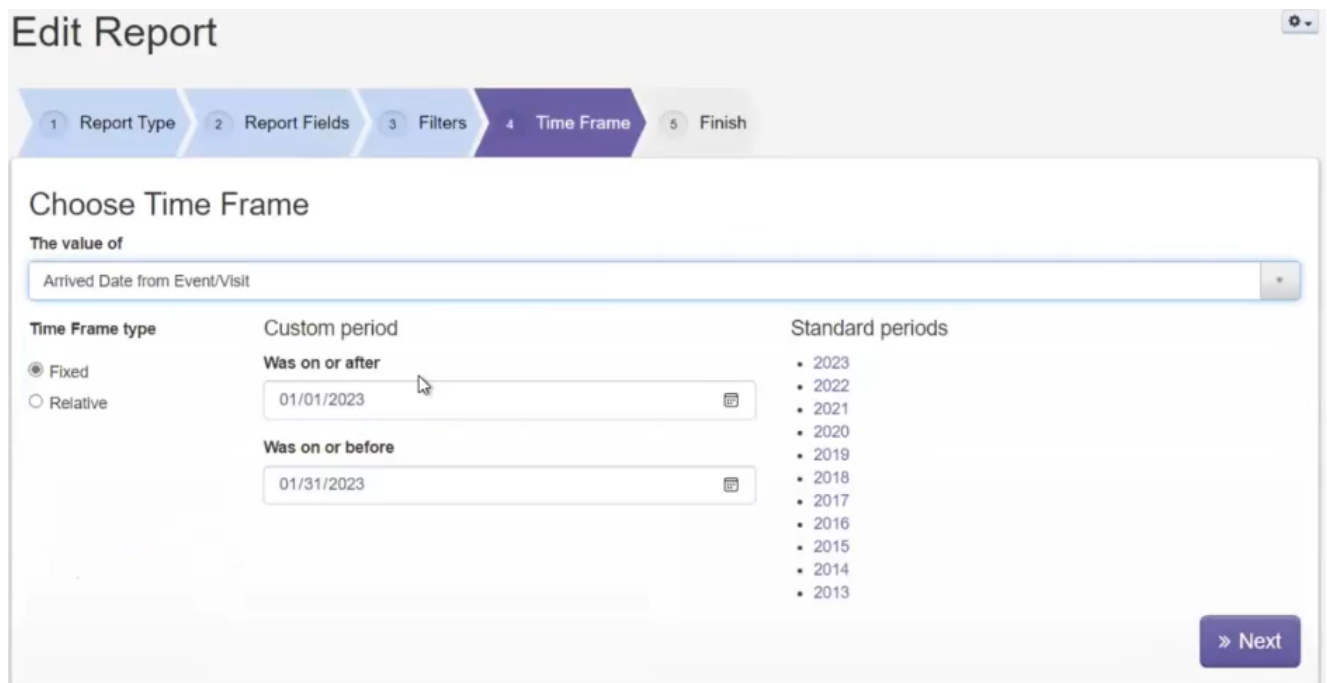 Edit Report
1 Report Type 2 Report Fields 3 Filters 4 Time Frame 5 Finish
Choose Time Frame
The value of
Arrived Date from Event/Visit
Time Frame type
Fixed
Relative
Custom period
Was on or after
01/01/2023
Was on or before
01/31/2023
Standard periods
• 2023
• 2022
• 2021
• 2020
• 2019
• 2018
• 2017
• 2016
• 2015
• 2014
• 2013
» Next